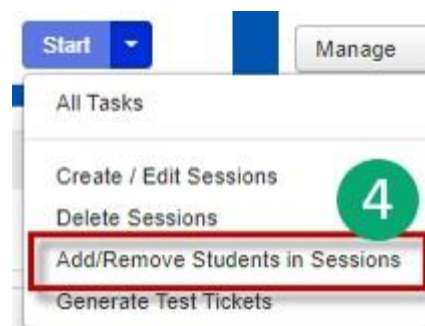 Start
Manage
All Tasks
Create / Edit Sessions
Delete Sessions
4
Add/Remove Students in Sessions
Generate Test Tickets